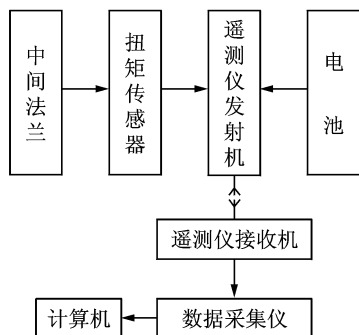 中间法兰
扭矩传感器
遥测仪发射机
电池
遥测仪接收机
计算机
数据采集仪